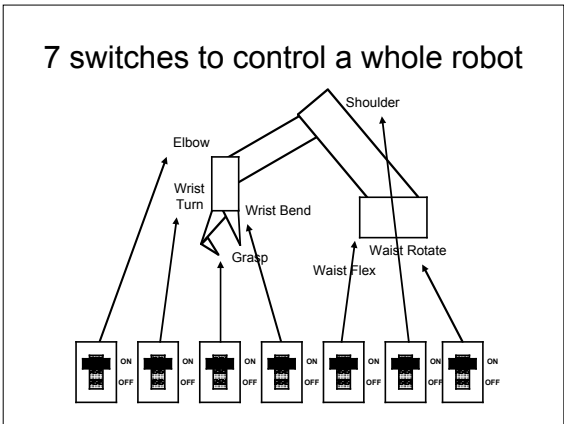 7 switches to control a whole robot
Shoulder
Elbow
Wrist
Turn
Wrist Bend
Grasp
Waist Rotate
Waist Flex
ON ON ON ON ON ON ON
OFF OFF OFF OFF OFF OFF OFF